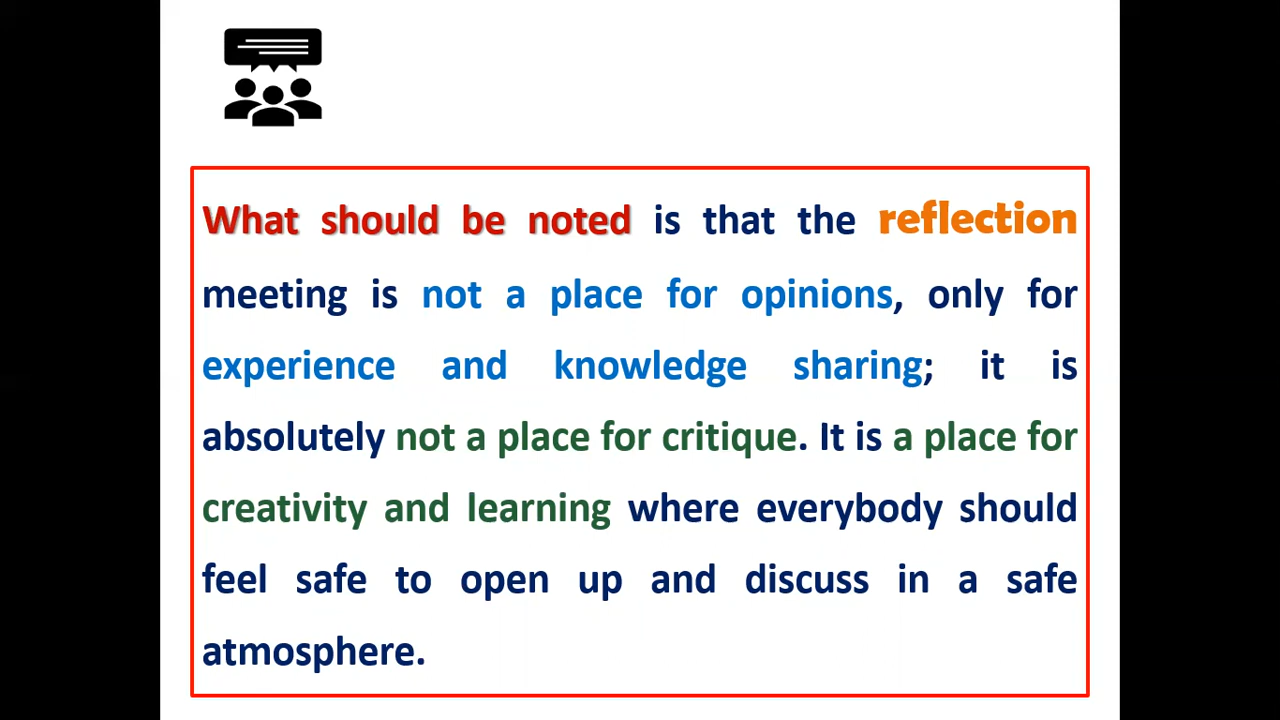 What should be noted is that the reflection
meeting is not a place for opinions, only for
experience and knowledge sharing; it is
absolutely not a place for critique. It is a place for
creativity and learning where everybody should
feel safe to open up and discuss in a safe
atmosphere.